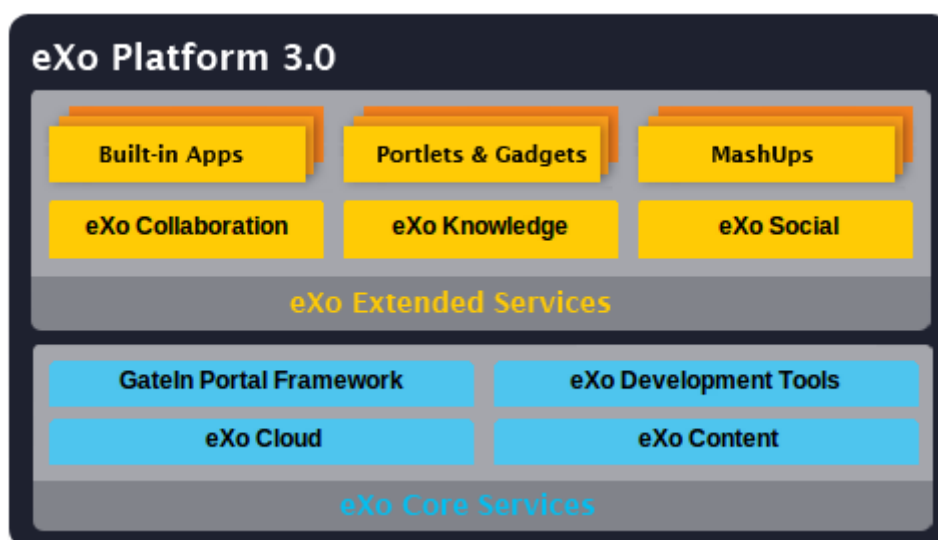 eXo Platform 3.0
Built-in Apps
Portlets & Gadgets
MashUps
eXo Collaboration
eXo Knowledge
eXo Social
eXo Extended Services
GateIn Portal Framework
eXo Development Tools
eXo Cloud
eXo Content
eXo Core Services